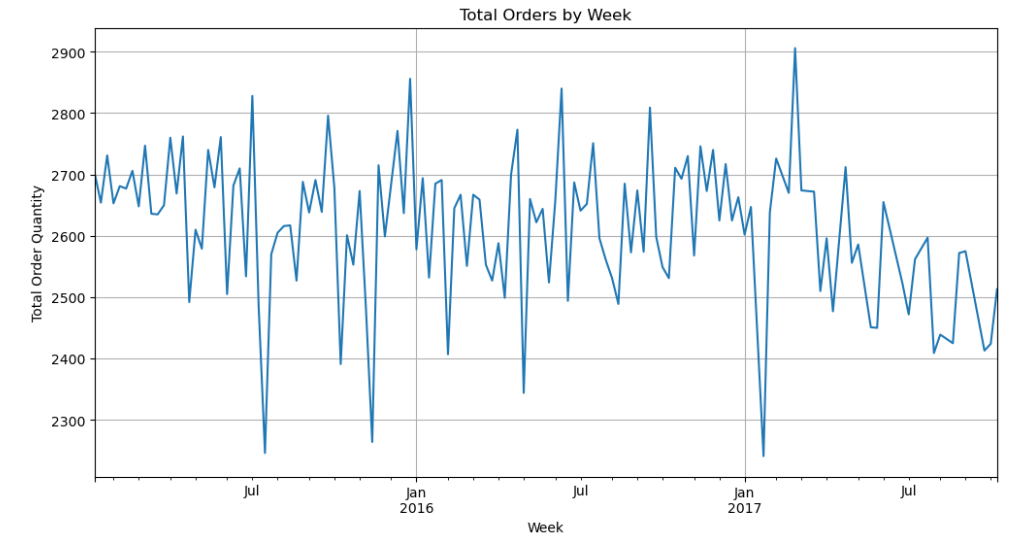 Total Orders by Week
2900
2800
2700
2600
2500
2400
2300
Total Order Quantity
Jul
Jan
2016
Jul
Jan
2017
Jul
Week